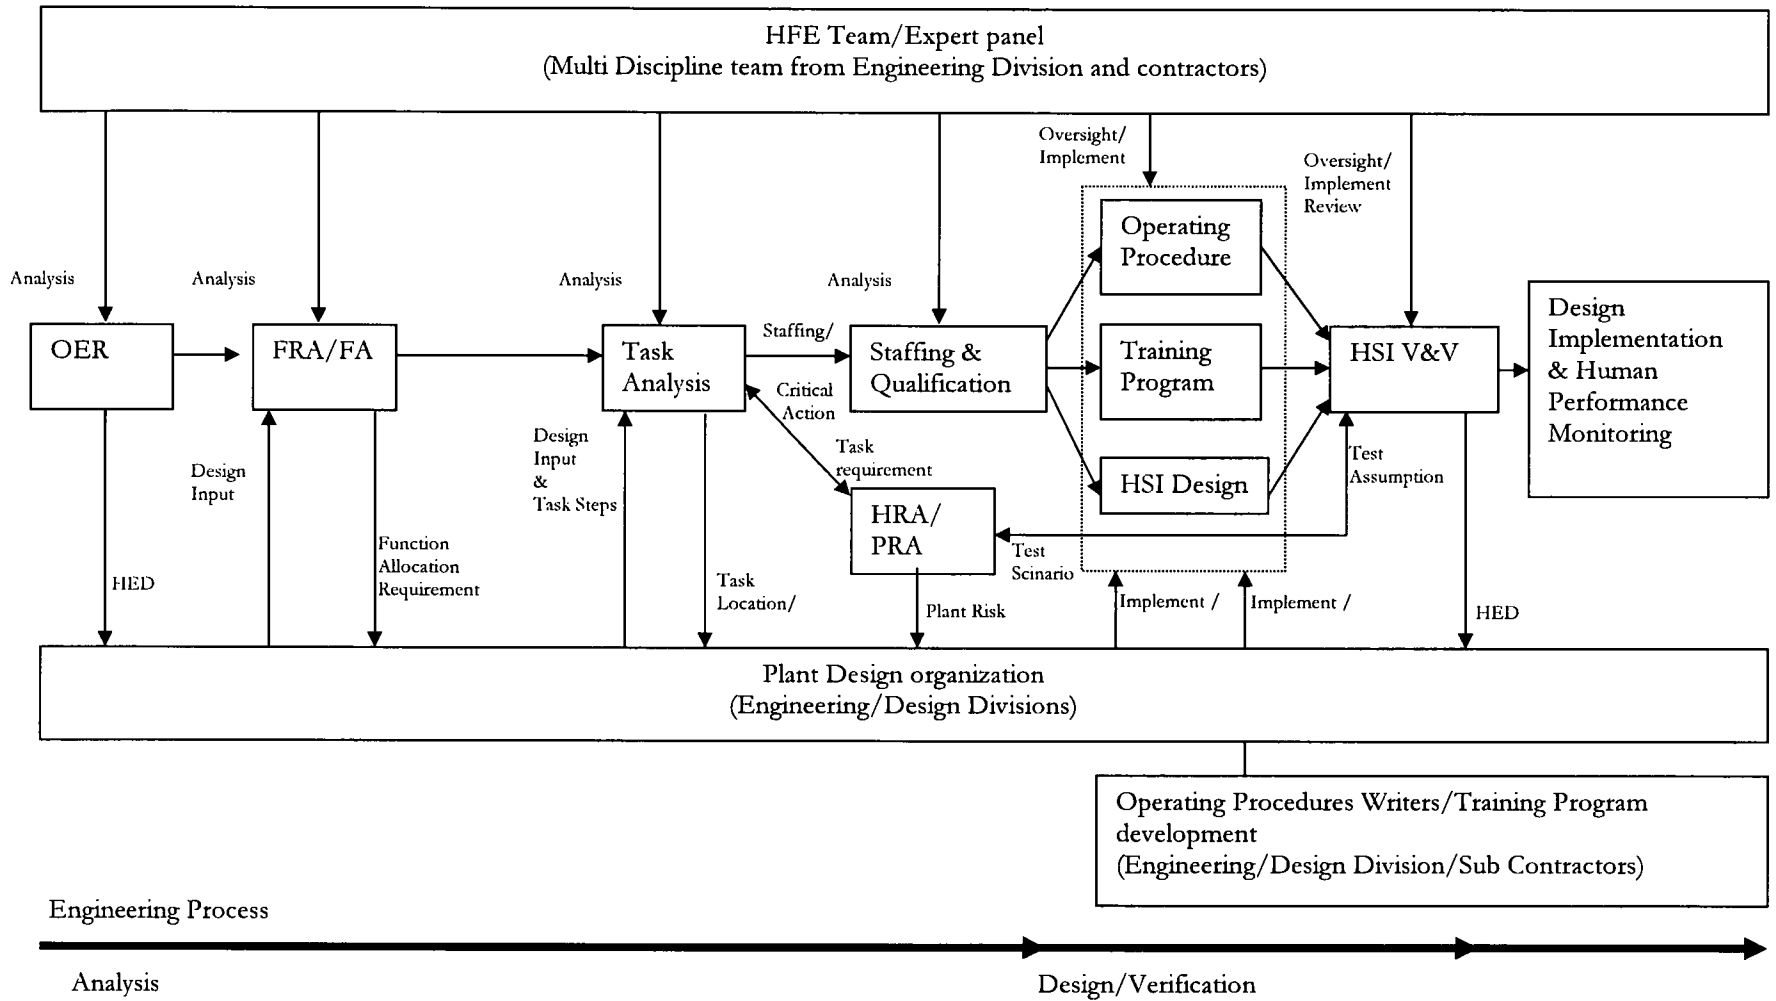 HFE Team/Expert panel
(Multi Discipline team from Engineering Division and contractors)
Oversight/
Implement
Oversight/
Implement
Review
Analysis
Analysis
Analysis
Analysis
OER
FRA/FA
Task
Analysis
Staffing/
Staffing &
Qualification
Operating
Procedure
Training
Program
HSI Design
HSI V&V
Design
Implementation
& Human
Performance
Monitoring
Critical
Action
Task
requirement
HRA/
PRA
Test
Scinario
Test
Assumption
Design
Input
Design
Input
&
Task Steps
HED
Function
Allocation
Requirement
Task
Location/
Plant Risk
Implement /
Implement /
HED
Plant Design organization
(Engineering/Design Divisions)
Operating Procedures Writers/Training Program
development
(Engineering/Design Division/Sub Contractors)
Engineering Process
Analysis
Design/Verification